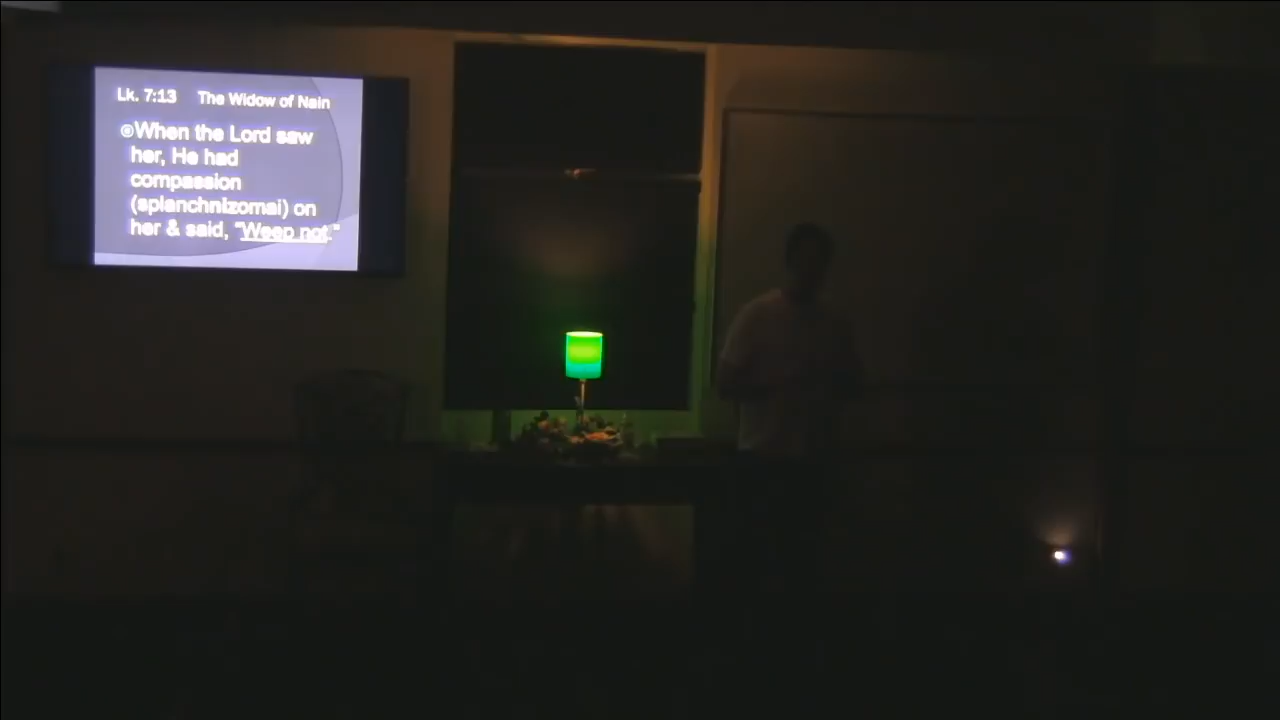 Lk. 7:13 The Widow of Nain
When the Lord saw
her, He had
compassion
(splanchnizomai) on
her & said, "Weep not."